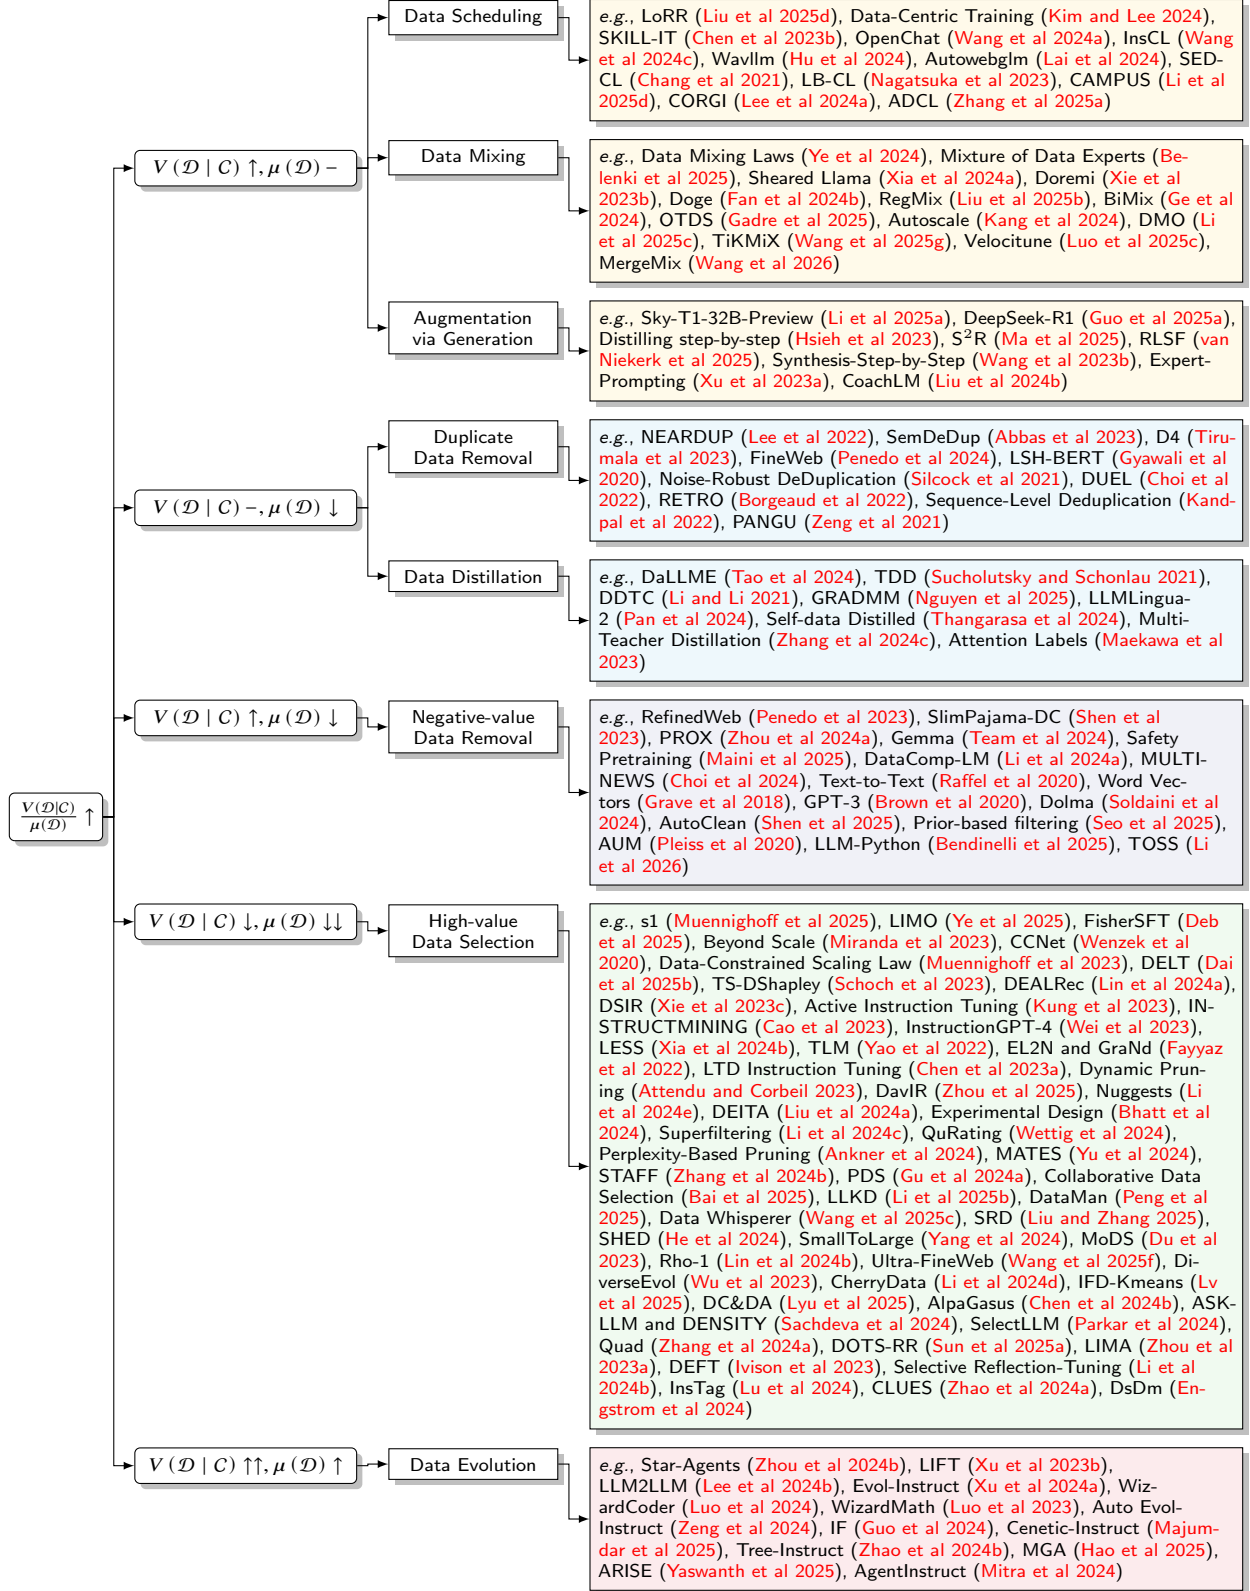 Data Scheduling
e.g., LoRR (Liu et al 2025d), Data-Centric Training (Kim and Lee 2024),
SKILL-IT (Chen et al 2023b), OpenChat (Wang et al 2024a), InsCL (Wang
et al 2024c), Wavllm (Hu et al 2024), Autowebglm (Lai et al 2024), SED-
CL (Chang et al 2021), LB-CL (Nagatsuka et al 2023), CAMPUS (Li et al
2025d), CORGI (Lee et al 2024a), ADCL (Zhang et al 2025a)
V (D | C) ↑, μ (D) −
Data Mixing
e.g., Data Mixing Laws (Ye et al 2024), Mixture of Data Experts (Be-
lenki et al 2025), Sheared Llama (Xia et al 2024a), Doremi (Xie et al
2023b), Doge (Fan et al 2024b), RegMix (Liu et al 2025b), BiMix (Ge et al
2024), OTDS (Gadre et al 2025), Autoscale (Kang et al 2024), DMO (Li
et al 2025c), TiKMiX (Wang et al 2025g), Velocitune (Luo et al 2025c),
MergeMix (Wang et al 2026)
Augmentation
via Generation
e.g., Sky-T1-32B-Preview (Li et al 2025a), DeepSeek-R1 (Guo et al 2025a),
Distilling step-by-step (Hsieh et al 2023), S²R (Ma et al 2025), RLSF (van
Niekerk et al 2025), Synthesis-Step-by-Step (Wang et al 2023b), Expert-
Prompting (Xu et al 2023a), CoachLM (Liu et al 2024b)
V (D | C) −, μ (D) ↓
Duplicate
Data Removal
e.g., NEARDUP (Lee et al 2022), SemDeDup (Abbas et al 2023), D4 (Tiru-
mala et al 2023), FineWeb (Penedo et al 2024), LSH-BERT (Gyawali et al
2020), Noise-Robust DeDuplication (Silcock et al 2021), DUEL (Choi et al
2022), RETRO (Borgeaud et al 2022), Sequence-Level Deduplication (Kand-
pal et al 2022), PANGU (Zeng et al 2021)
Data Distillation
e.g., DaLLME (Tao et al 2024), TDD (Sucholutsky and Schonlau 2021),
DDTC (Li and Li 2021), GRADMM (Nguyen et al 2025), LLMLingua-
2 (Pan et al 2024), Self-data Distilled (Thangarasa et al 2024), Multi-
Teacher Distillation (Zhang et al 2024c), Attention Labels (Maekawa et al
2023)
V (D | C) ↑, μ (D) ↓
Negative-value
Data Removal
e.g., RefinedWeb (Penedo et al 2023), SlimPajama-DC (Shen et al
2023), PROX (Zhou et al 2024a), Gemma (Team et al 2024), Safety
Pretraining (Maini et al 2025), DataComp-LM (Li et al 2024a), MULTI-
NEWS (Choi et al 2024), Text-to-Text (Raffel et al 2020), Word Vec-
tors (Grave et al 2018), GPT-3 (Brown et al 2020), Dolma (Soldaini et al
2024), AutoClean (Shen et al 2025), Prior-based filtering (Seo et al 2025),
AUM (Pleiss et al 2020), LLM-Python (Bendinelli et al 2025), TOSS (Li
et al 2026)
V(D|C)
μ(D) ↑
V (D | C) ↓, μ (D) ↓↓
High-value
Data Selection
e.g., s1 (Muennighoff et al 2025), LIMO (Ye et al 2025), FisherSFT (Deb
et al 2025), Beyond Scale (Miranda et al 2023), CCNet (Wenzek et al
2020), Data-Constrained Scaling Law (Muennighoff et al 2023), DELT (Dai
et al 2025b), TS-DShapley (Schoch et al 2023), DEALRec (Lin et al 2024a),
DSIR (Xie et al 2023c), Active Instruction Tuning (Kung et al 2023), IN-
STRUCTMINING (Cao et al 2023), InstructionGPT-4 (Wei et al 2023),
LESS (Xia et al 2024b), TLM (Yao et al 2022), EL2N and GraNd (Fayyaz
et al 2022), LTD Instruction Tuning (Chen et al 2023a), Dynamic Prun-
ing (Attendu and Corbeil 2023), DavIR (Zhou et al 2025), Nuggests (Li
et al 2024e), DEITA (Liu et al 2024a), Experimental Design (Bhatt et al
2024), Superfiltering (Li et al 2024c), QuRating (Wettig et al 2024),
Perplexity-Based Pruning (Ankner et al 2024), MATES (Yu et al 2024),
STAFF (Zhang et al 2024b), PDS (Gu et al 2024a), Collaborative Data
Selection (Bai et al 2025), LLKD (Li et al 2025b), DataMan (Peng et al
2025), Data Whisperer (Wang et al 2025c), SRD (Liu and Zhang 2025),
SHED (He et al 2024), SmallToLarge (Yang et al 2024), MoDS (Du et al
2023), Rho-1 (Lin et al 2024b), Ultra-FineWeb (Wang et al 2025f), Di-
verseEvol (Wu et al 2023), CherryData (Li et al 2024d), IFD-Kmeans (Lv
et al 2025), DC&DA (Lyu et al 2025), AlpaGasus (Chen et al 2024b), ASK-
LLM and DENSITY (Sachdeva et al 2024), SelectLLM (Parkar et al 2024),
Quad (Zhang et al 2024a), DOTS-RR (Sun et al 2025a), LIMA (Zhou et al
2023a), DEFT (Ivison et al 2023), Selective Reflection-Tuning (Li et al
2024b), InsTag (Lu et al 2024), CLUES (Zhao et al 2024a), DsDm (En-
gstrom et al 2024)
V (D | C) ↑↑, μ (D) ↑
Data Evolution
e.g., Star-Agents (Zhou et al 2024b), LIFT (Xu et al 2023b),
LLM2LLM (Lee et al 2024b), Evol-Instruct (Xu et al 2024a), Wiz-
ardCoder (Luo et al 2024), WizardMath (Luo et al 2023), Auto Evol-
Instruct (Zeng et al 2024), IF (Guo et al 2024), Cenetic-Instruct (Majum-
dar et al 2025), Tree-Instruct (Zhao et al 2024b), MGA (Hao et al 2025),
ARISE (Yaswanth et al 2025), AgentInstruct (Mitra et al 2024)